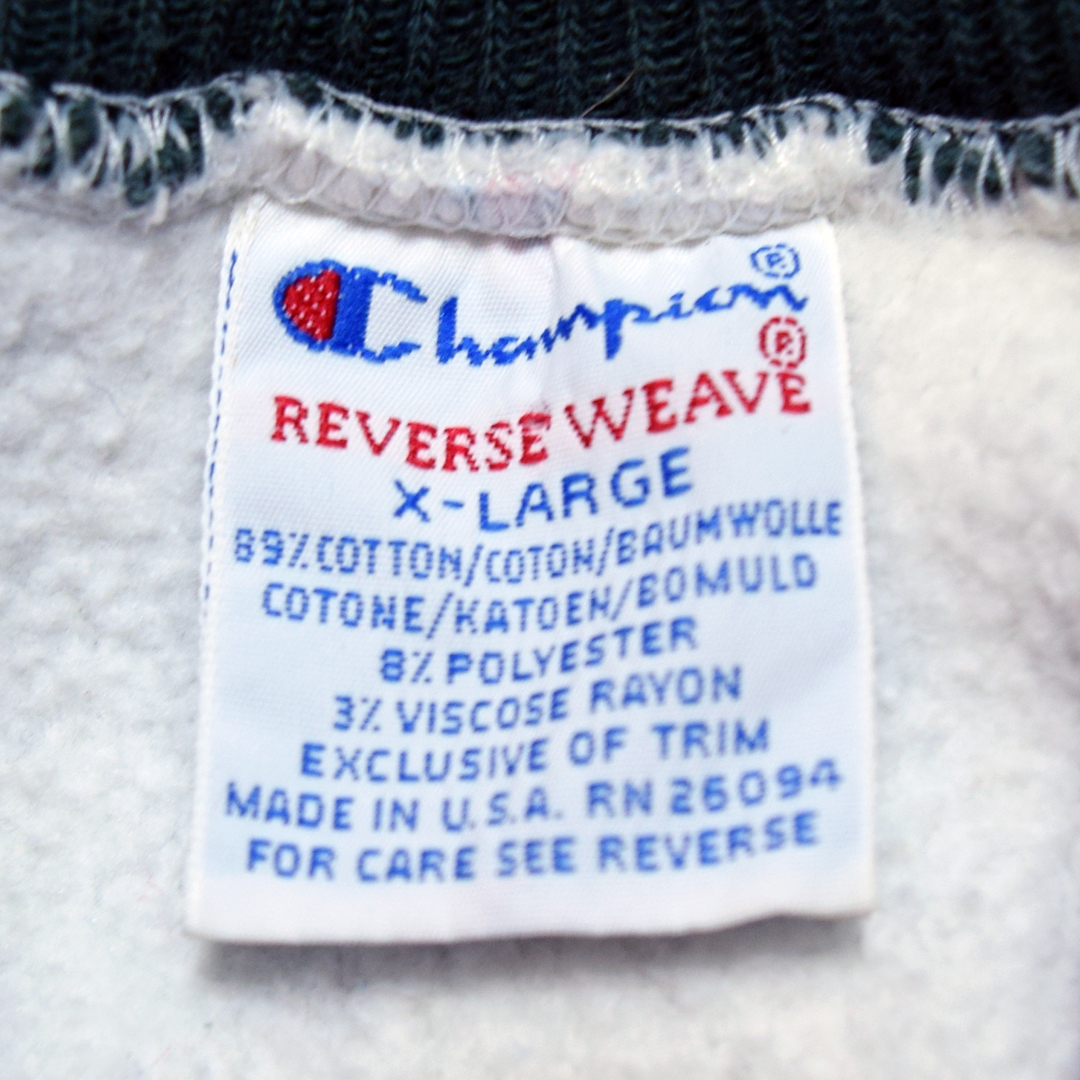 Champion®
REVERSE WEAVE®
X-LARGE
89% COTTON/COTON/BAUMWOLLE
COTONE/KATOEN/BOMULD
8% POLYESTER
3% VISCOSE RAYON
EXCLUSIVE OF TRIM
MADE IN U.S.A. RN 26094
FOR CARE SEE REVERSE